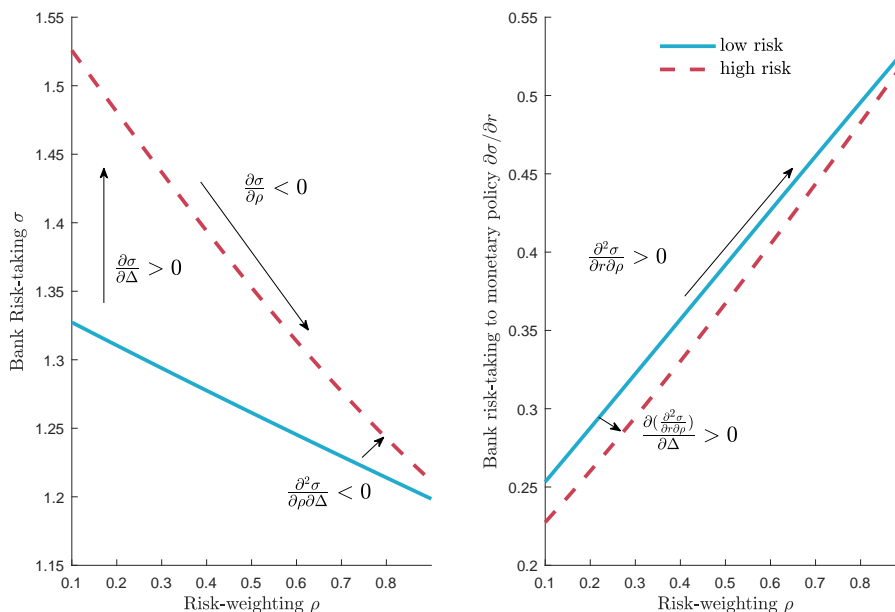 Bank Risk-taking σ
1.55
1.5
1.45
1.4
1.35
1.3
1.25
1.2
1.15
∂σ/∂ρ < 0
∂σ/∂Δ > 0
∂²σ/∂ρ∂Δ < 0
0.1 0.2 0.3 0.4 0.5 0.6 0.7 0.8
Risk-weighting ρ
Bank risk-taking to monetary policy ∂σ/∂r
0.55
0.5
0.45
0.4
0.35
0.3
0.25
0.2
low risk
high risk
∂²σ/∂r∂ρ > 0
∂(∂²σ/∂r∂ρ)/∂Δ > 0
0.1 0.2 0.3 0.4 0.5 0.6 0.7 0.8
Risk-weighting ρ